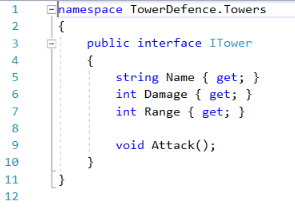 1 namespace TowerDefence.Towers
2 {
3 public interface ITower
4 {
5 string Name { get; }
6 int Damage { get; }
7 int Range { get; }
8
9 void Attack();
10 }
11 }
12